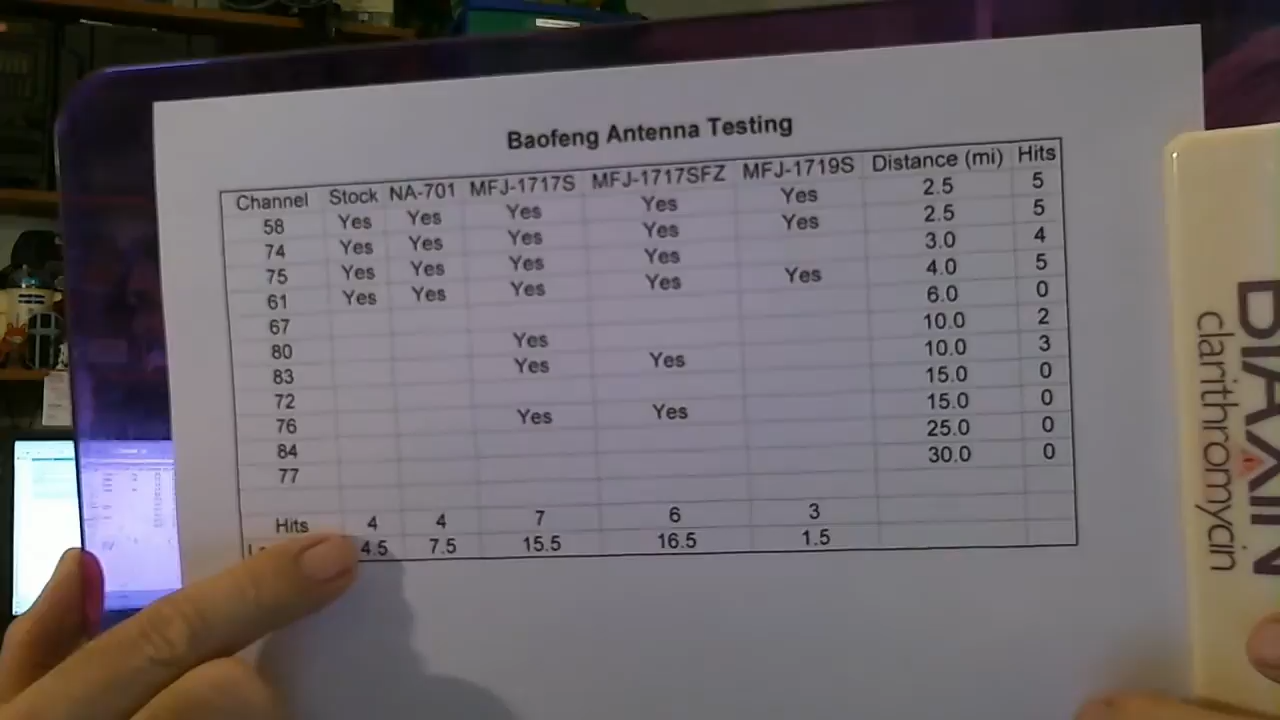 Baofeng Antenna Testing
Channel Stock NA-701 MFJ-1717S MFJ-1717SFZ MFJ-1719S Distance (mi) Hits
58 Yes Yes Yes Yes Yes 2.5 5
74 Yes Yes Yes Yes Yes 2.5 5
75 Yes Yes Yes Yes 3.0 4
61 Yes Yes Yes Yes Yes 4.0 5
67 6.0 0
80 Yes 10.0 2
83 Yes Yes 10.0 3
72 15.0 0
76 Yes Yes 15.0 0
84 25.0 0
77 30.0 0
Hits 4 4 7 6 3
4.5 7.5 15.5 16.5 1.5
BIAXIN
clarithromycin